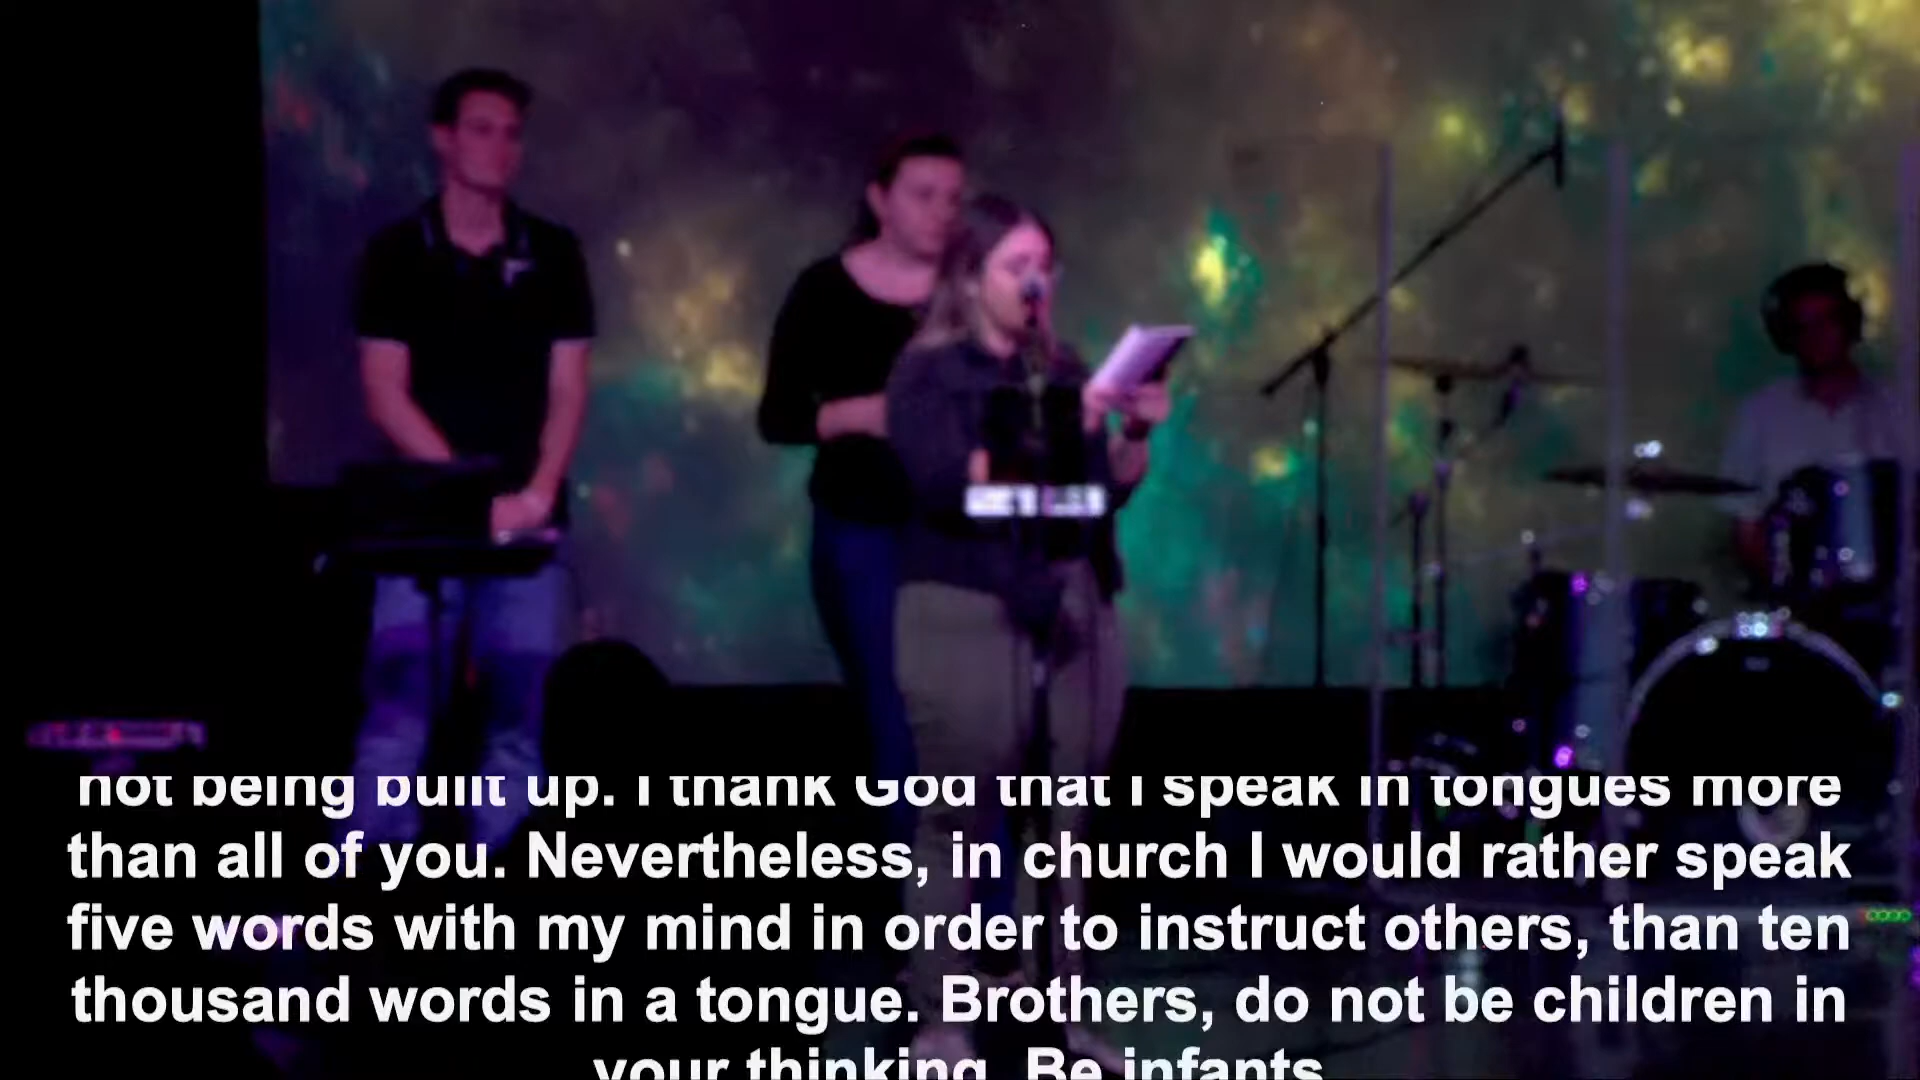 not being built up. I thank God that I speak in tongues more
than all of you. Nevertheless, in church I would rather speak
five words with my mind in order to instruct others, than ten
thousand words in a tongue. Brothers, do not be children in
your thinking. Be infants